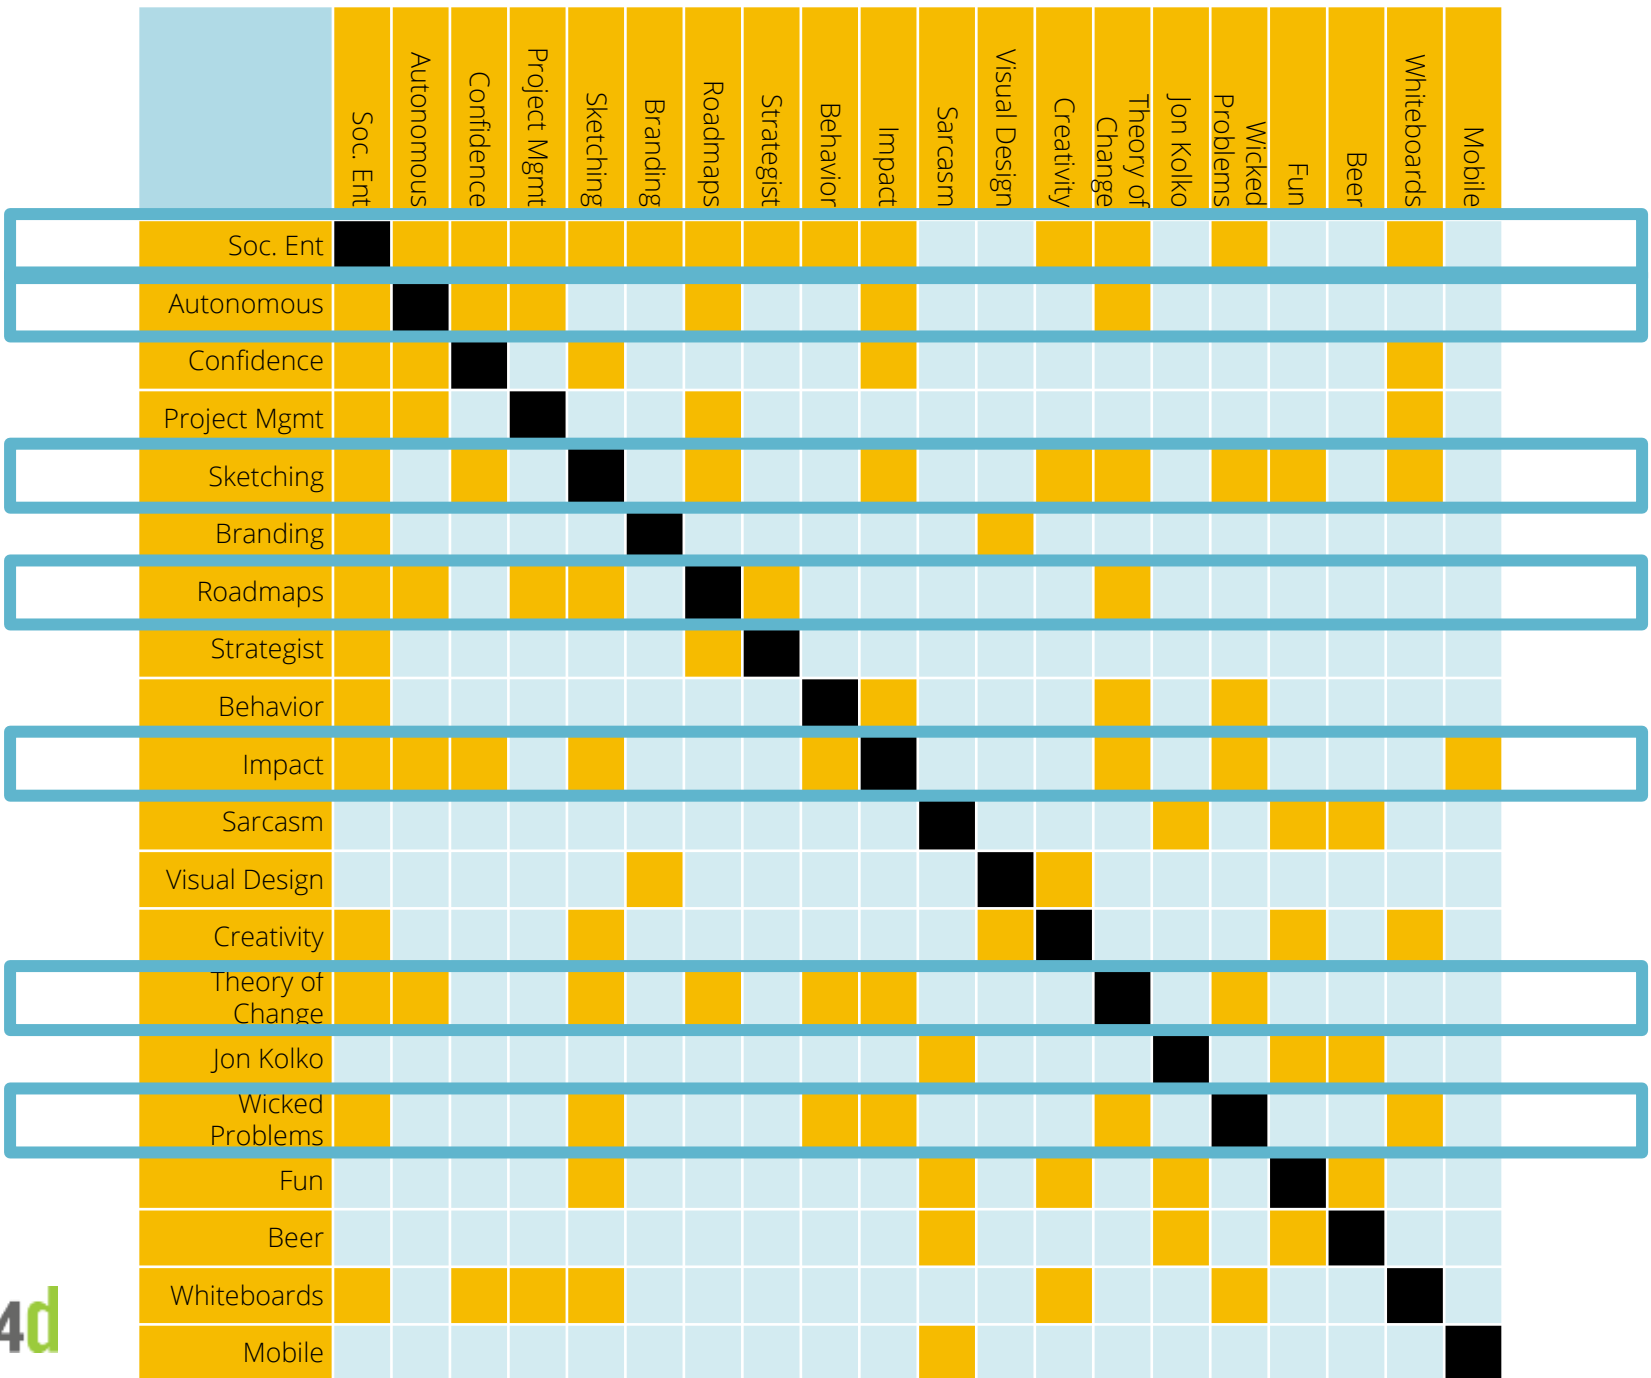 Soc. Ent
Autonomous
Confidence
Project Mgmt
Sketching
Branding
Roadmaps
Strategist
Behavior
Impact
Sarcasm
Visual Design
Creativity
Theory of
Change
Jon Kolko
Wicked
Problems
Fun
Beer
Whiteboards
Mobile
Soc. Ent
Autonomous
Confidence
Project Mgmt
Sketching
Branding
Roadmaps
Strategist
Behavior
Impact
Sarcasm
Visual Design
Creativity
Theory of
Change
Jon Kolko
Wicked
Problems
Fun
Beer
Whiteboards
Mobile
4d